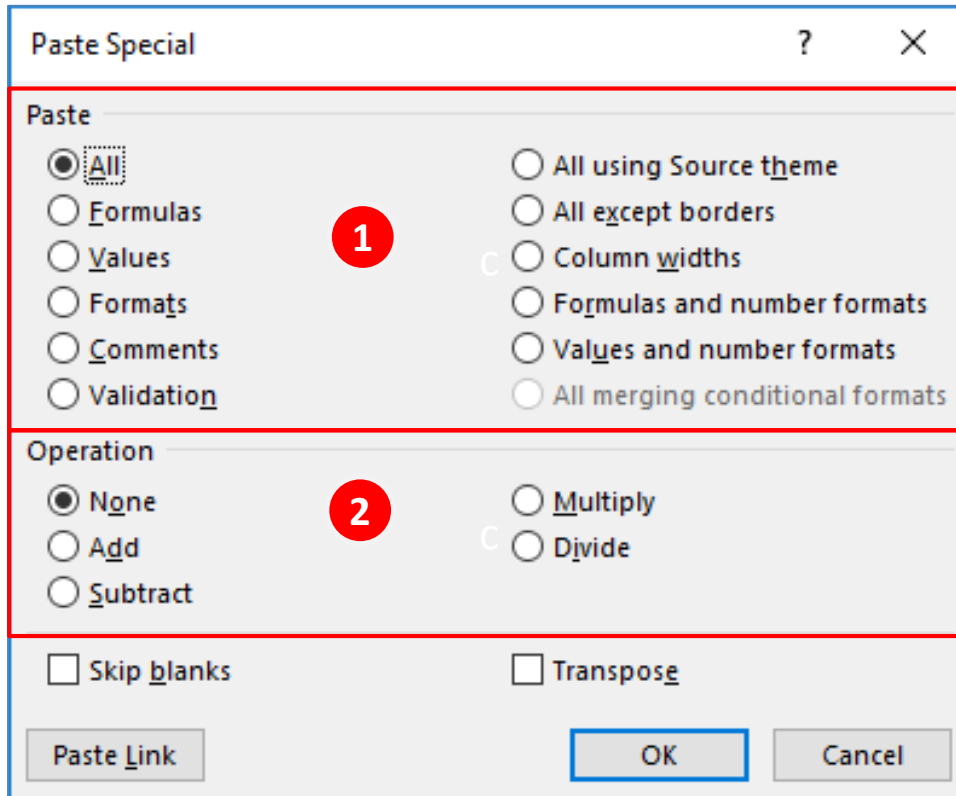 Paste Special ? ×
Paste
All
Formulas
Values
Formats
Comments
Validation
1
c
All using Source theme
All except borders
Column widths
Formulas and number formats
Values and number formats
All merging conditional formats
Operation
None
Add
Subtract
2
c
Multiply
Divide
Skip blanks
Transpose
Paste Link
OK
Cancel